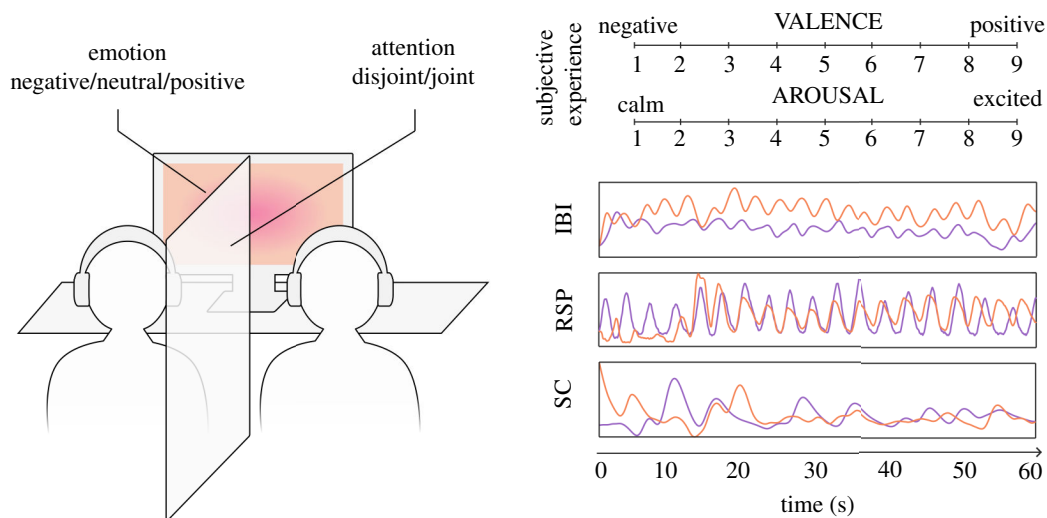 emotion
negative/neutral/positive
attention
disjoint/joint
subjective
experience
negative VALENCE positive
1 2 3 4 5 6 7 8 9
calm AROUSAL excited
1 2 3 4 5 6 7 8 9
IBI
RSP
SC
0 10 20 30 40 50 60
time (s)